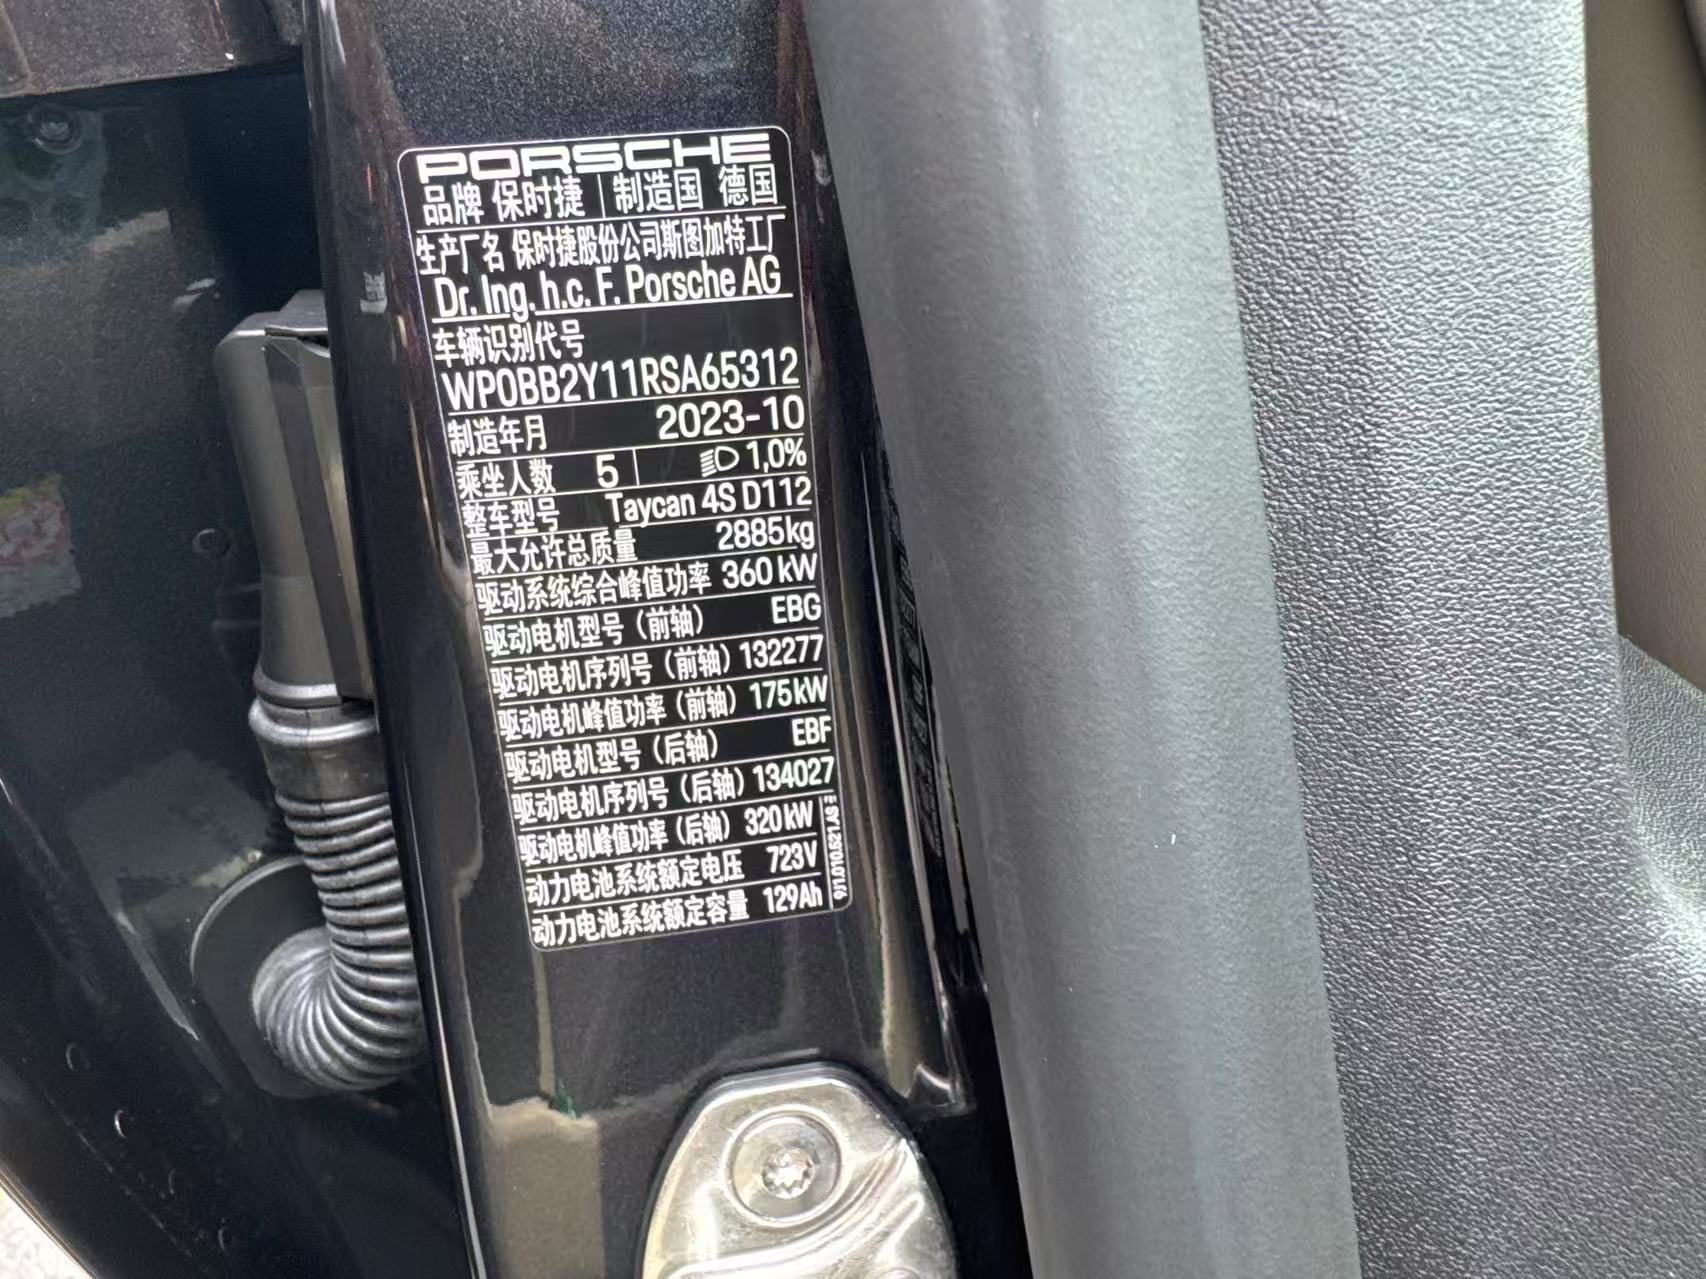 PORSCHE
品牌 保时捷 | 制造国 德国
生产厂名 保时捷股份公司斯图加特工厂
Dr. Ing. h.c. F. Porsche AG
车辆识别代号
WP0BB2Y11RSA65312
制造年月 2023-10
乘坐人数 5 | 1,0%
整车型号 Taycan 4S D112
最大允许总质量 2885kg
驱动系统综合峰值功率 360 kW
驱动电机型号（前轴） EBG
驱动电机序列号（前轴） 132277
驱动电机峰值功率（前轴） 175kW
驱动电机型号（后轴） EBF
驱动电机序列号（后轴） 134027
驱动电机峰值功率（后轴） 320kW
动力电池系统额定电压 723V
动力电池系统额定容量 129Ah